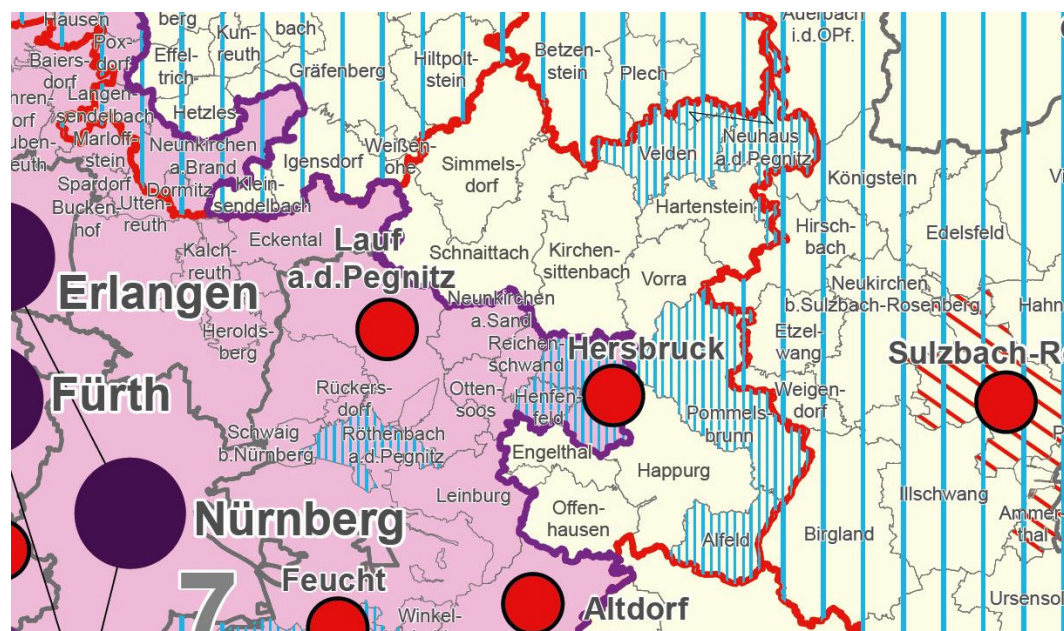 Hausen
berg
Kun-
reuth
bach
Pox-
dorf
Effel-
trich
Baiers-
dorf
Gräfenberg
Hiltpolt-
stein
Betzen-
stein
Plech
Auerbach
i.d.OPf.
Langen-
sendelbach
Hetzles
Marloff-
stein
Neunkirchen
a.Brand
Dormitz
Igensdorf
Weißen-
ohe
Simmels-
dorf
Velden
Neuhaus
a.d.Pegnitz
Spardorf
Bucken-
hof
Utten-
reuth
Klein-
sendelbach
Hartenstein
Königstein
Hirsch-
bach
Edelsfeld
Eckental
Kalch-
reuth
Lauf
a.d.Pegnitz
Schnaittach
Kirchen-
sittenbach
Vorra
Neukirchen
b.Sulzbach-Rosenberg
Hahn
Erlangen
Herolds-
berg
Neunkirchen
a.Sand
Reichen-
schwand
Hersbruck
Etzel-
wang
Sulzbach-R
Fürth
Rückers-
dorf
Otten-
soos
Henfen-
feld
Pommels-
brunn
Weigen-
dorf
Schwaig
b.Nürnberg
Röthenbach
a.d.Pegnitz
Engelthal
Happurg
Leinburg
Offen-
hausen
Illschwang
Ammer-
thal
Nürnberg
Alfeld
Birgland
7
Feucht
Altdorf
Winkel-
Ursensol